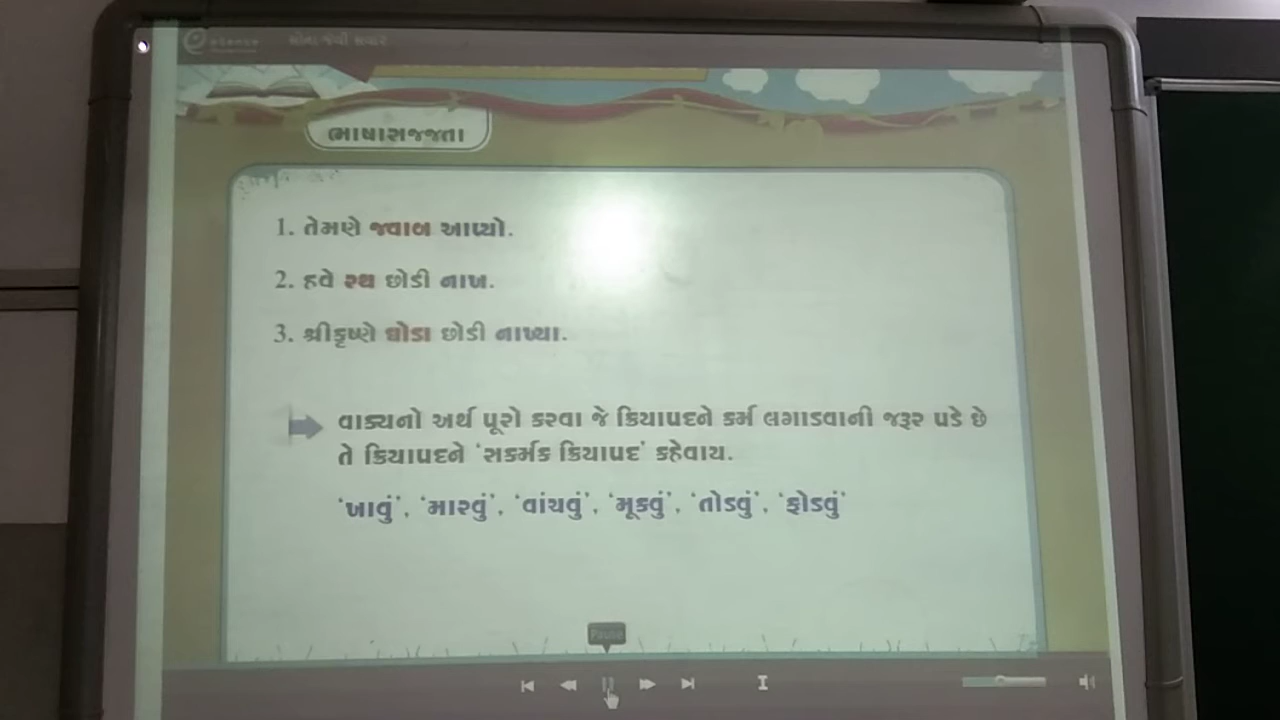 સોના જેવી સવાર
ભાષાસજ્જતા
1. તેમણે જવાબ આપ્યો.
2. હવે રથ છોડી નાખ.
3. શ્રીકૃષ્ણે ઘોડા છોડી નાખ્યા.
વાક્યનો અર્થ પૂરો કરવા જે ક્રિયાપદને કર્મ લગાડવાની જરૂર પડે છે
તે ક્રિયાપદને ‘સકર્મક ક્રિયાપદ’ કહેવાય.
‘ખાવું’, ‘મારવું’, ‘વાંચવું’, ‘મૂકવું’, ‘તોડવું’, ‘ફોડવું’
Pause